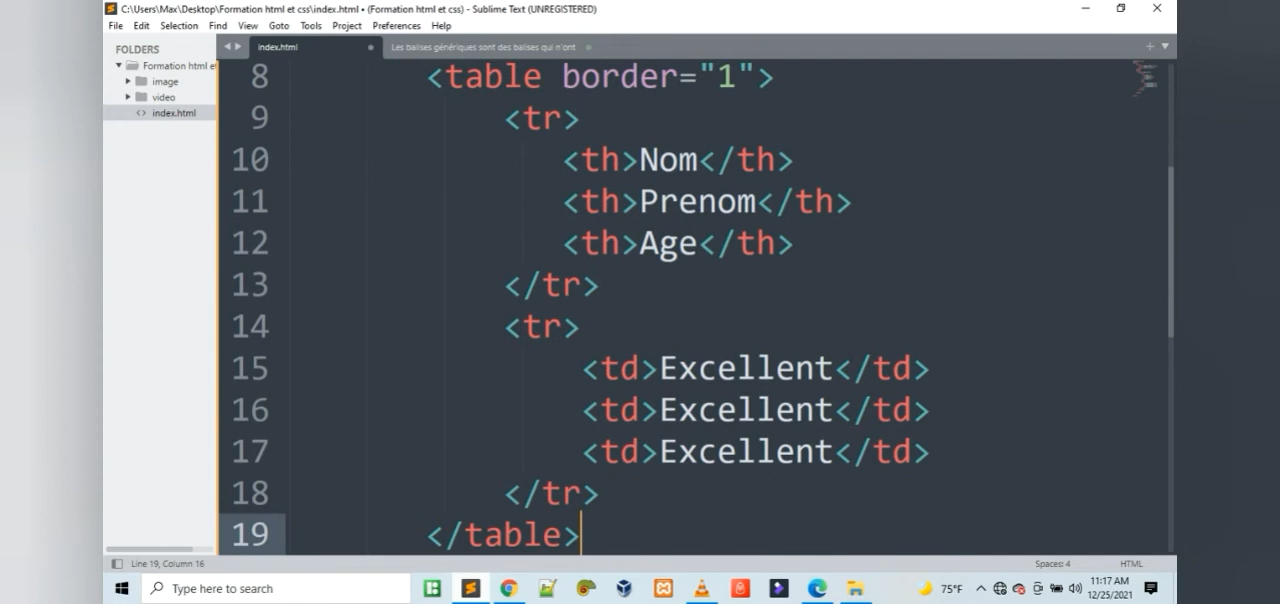 C:\Users\Max\Desktop\Formation html et css\index.html • (Formation html et css) - Sublime Text (UNREGISTERED)
File Edit Selection Find View Goto Tools Project Preferences Help
FOLDERS
Formation html et
image
video
index.html
index.html
Les balises génériques sont des balises qui n'ont
8 <table border="1">
9 <tr>
10 <th>Nom</th>
11 <th>Prenom</th>
12 <th>Age</th>
13 </tr>
14 <tr>
15 <td>Excellent</td>
16 <td>Excellent</td>
17 <td>Excellent</td>
18 </tr>
19 </table>
Line 19, Column 16
Spaces: 4
HTML
Type here to search
75°F
11:17 AM
12/25/2021